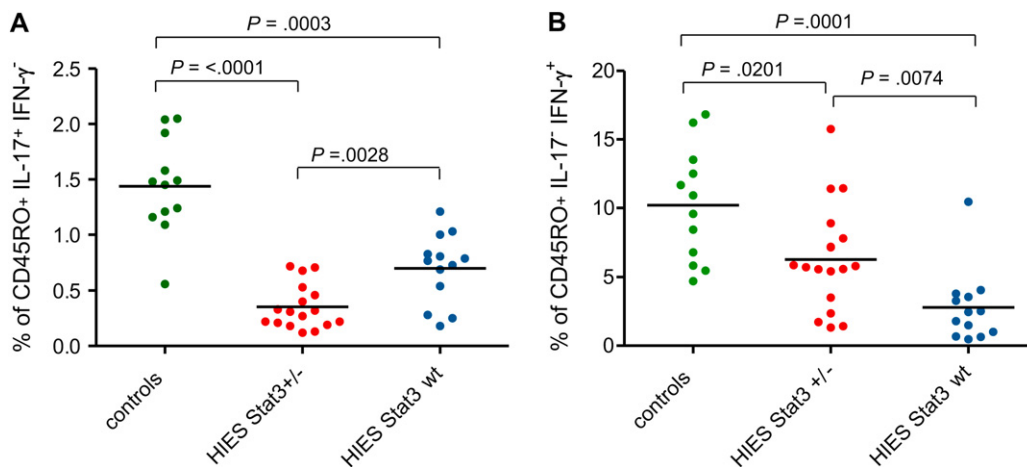 A
P = .0003
P = <.0001
P =.0028
% of CD45RO+ IL-17⁺ IFN-γ⁻
2.5
2.0
1.5
1.0
0.5
0.0
controls
HIES Stat3+/-
HIES Stat3 wt
B
P = .0001
P = .0201
P = .0074
% of CD45RO+ IL-17⁻ IFN-γ⁺
20
15
10
5
0
controls
HIES Stat3 +/-
HIES Stat3 wt